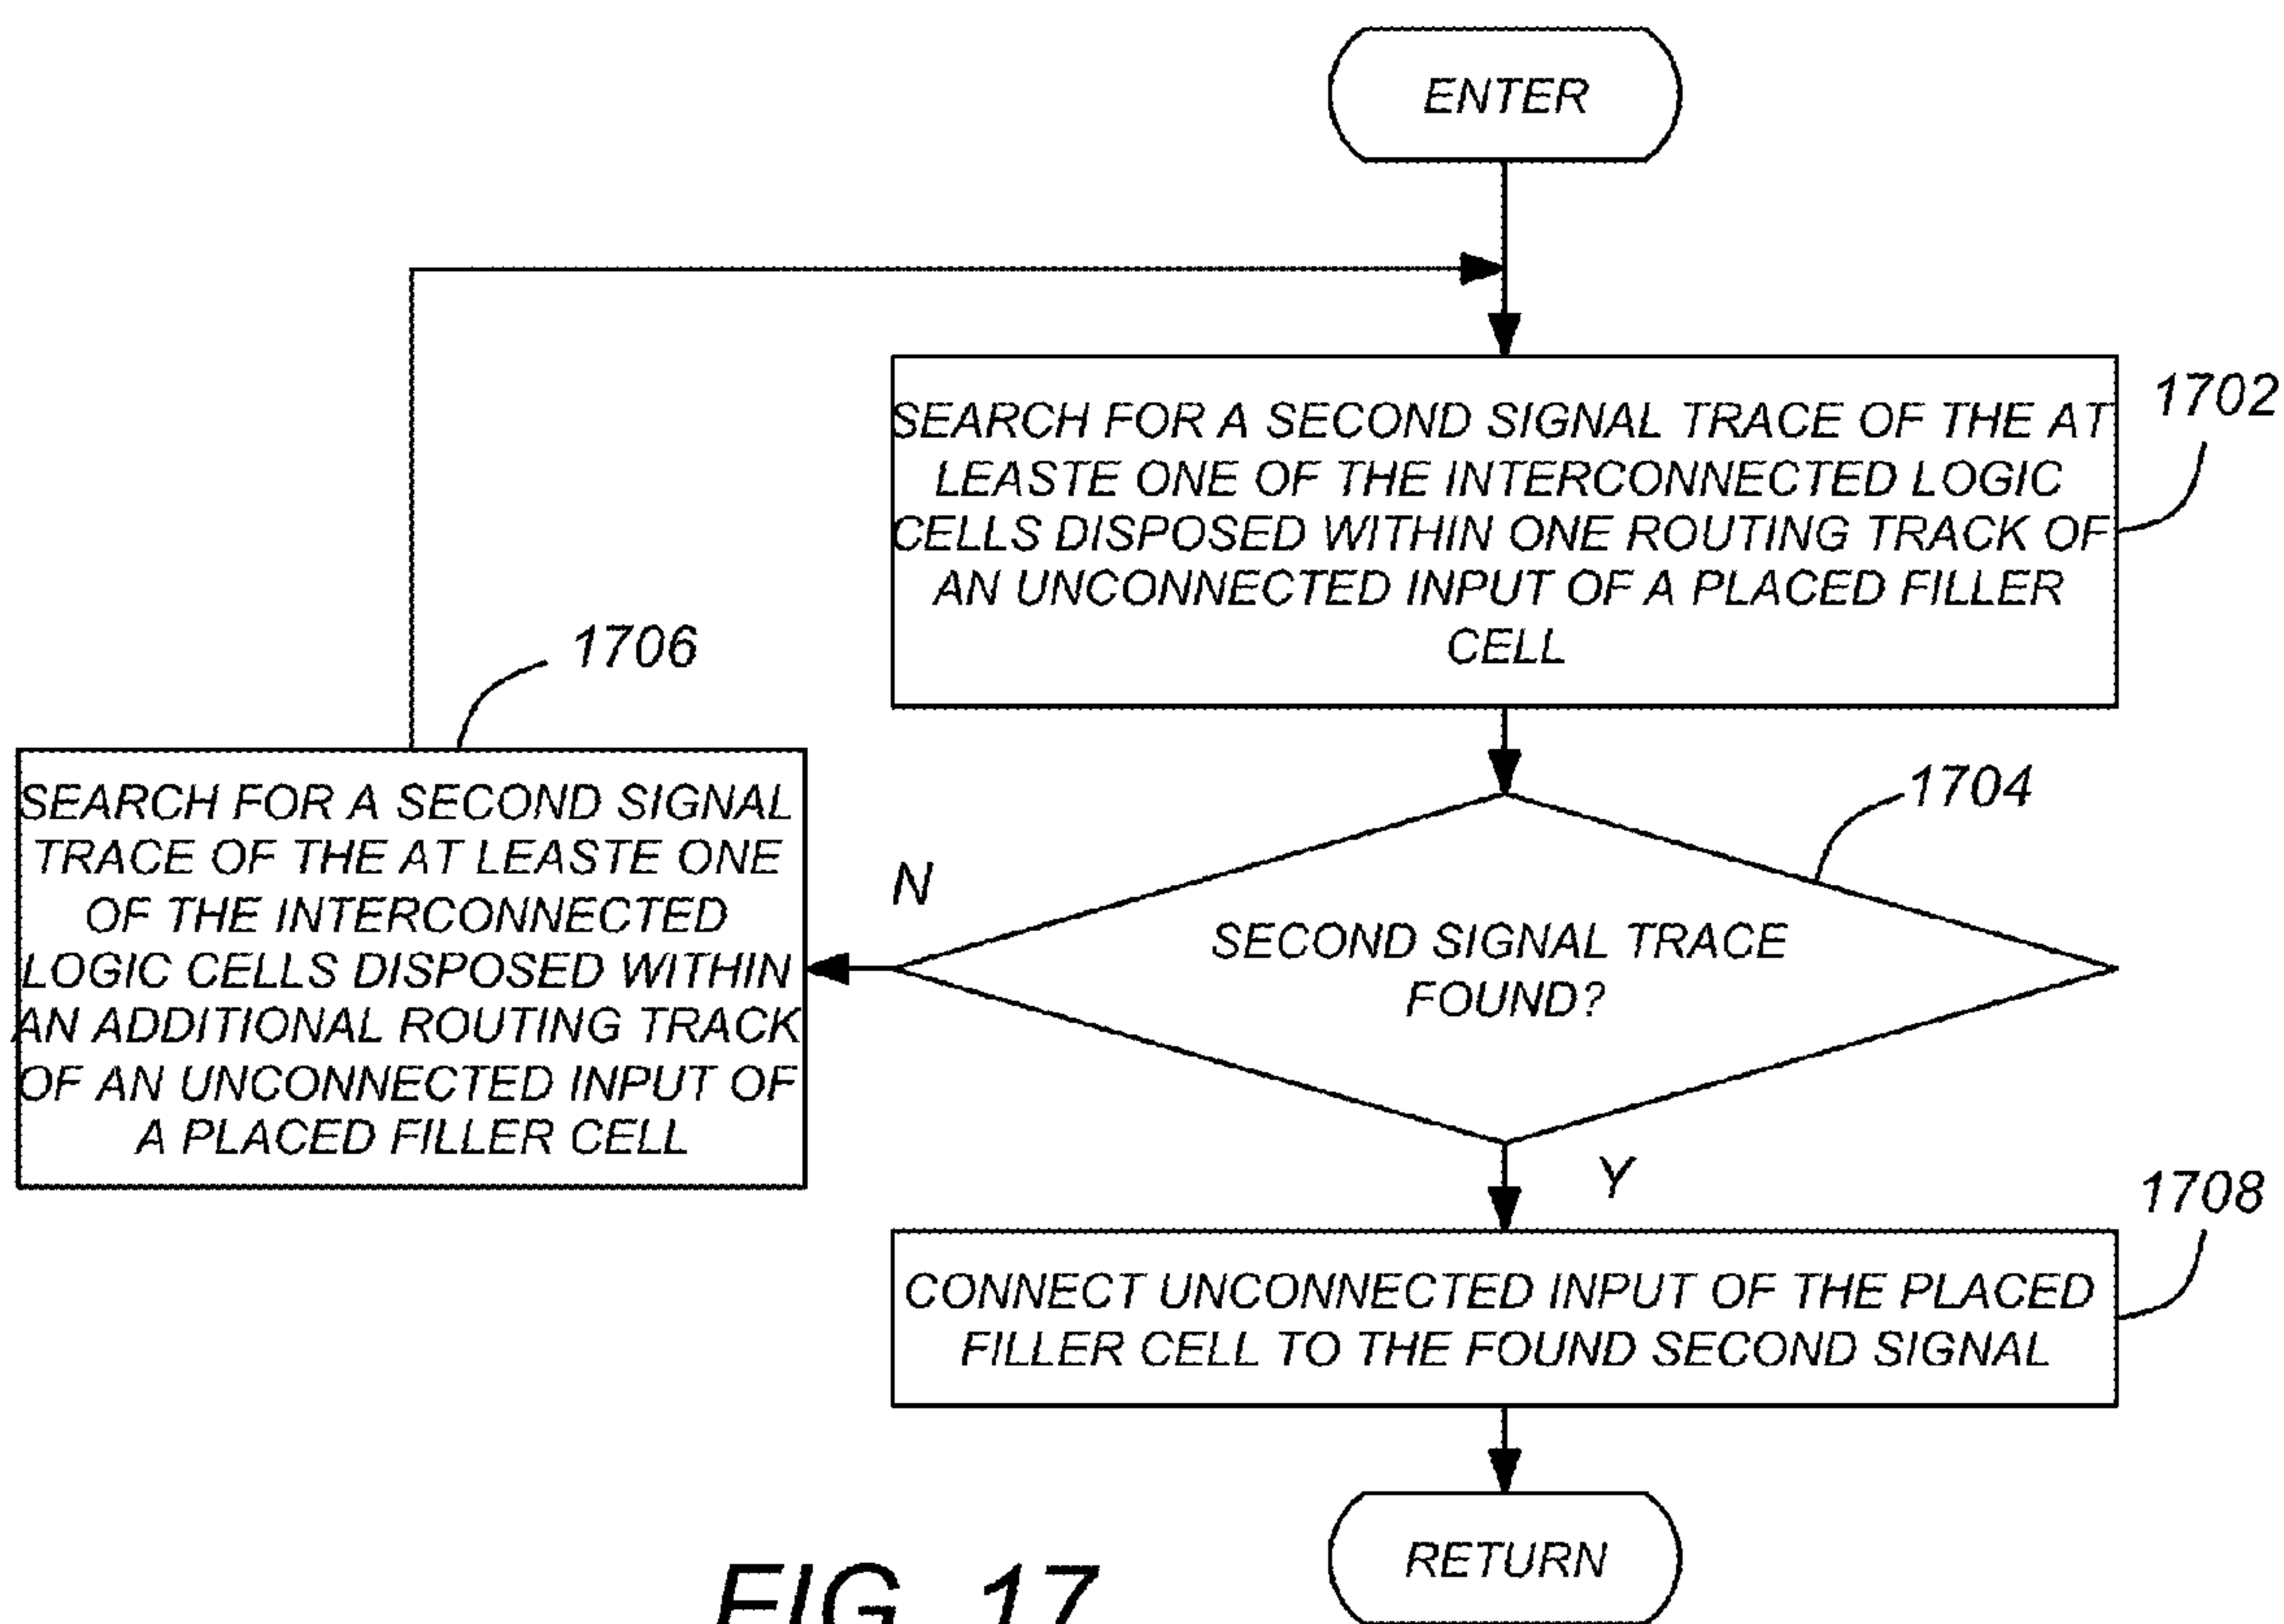 ENTER
SEARCH FOR A SECOND SIGNAL TRACE OF THE AT
LEASTE ONE OF THE INTERCONNECTED LOGIC
CELLS DISPOSED WITHIN ONE ROUTING TRACK OF
AN UNCONNECTED INPUT OF A PLACED FILLER
CELL
1702
1706
SEARCH FOR A SECOND SIGNAL
TRACE OF THE AT LEASTE ONE
OF THE INTERCONNECTED
LOGIC CELLS DISPOSED WITHIN
AN ADDITIONAL ROUTING TRACK
OF AN UNCONNECTED INPUT OF
A PLACED FILLER CELL
1704
N
SECOND SIGNAL TRACE
FOUND?
Y
1708
CONNECT UNCONNECTED INPUT OF THE PLACED
FILLER CELL TO THE FOUND SECOND SIGNAL
RETURN
FIG. 17